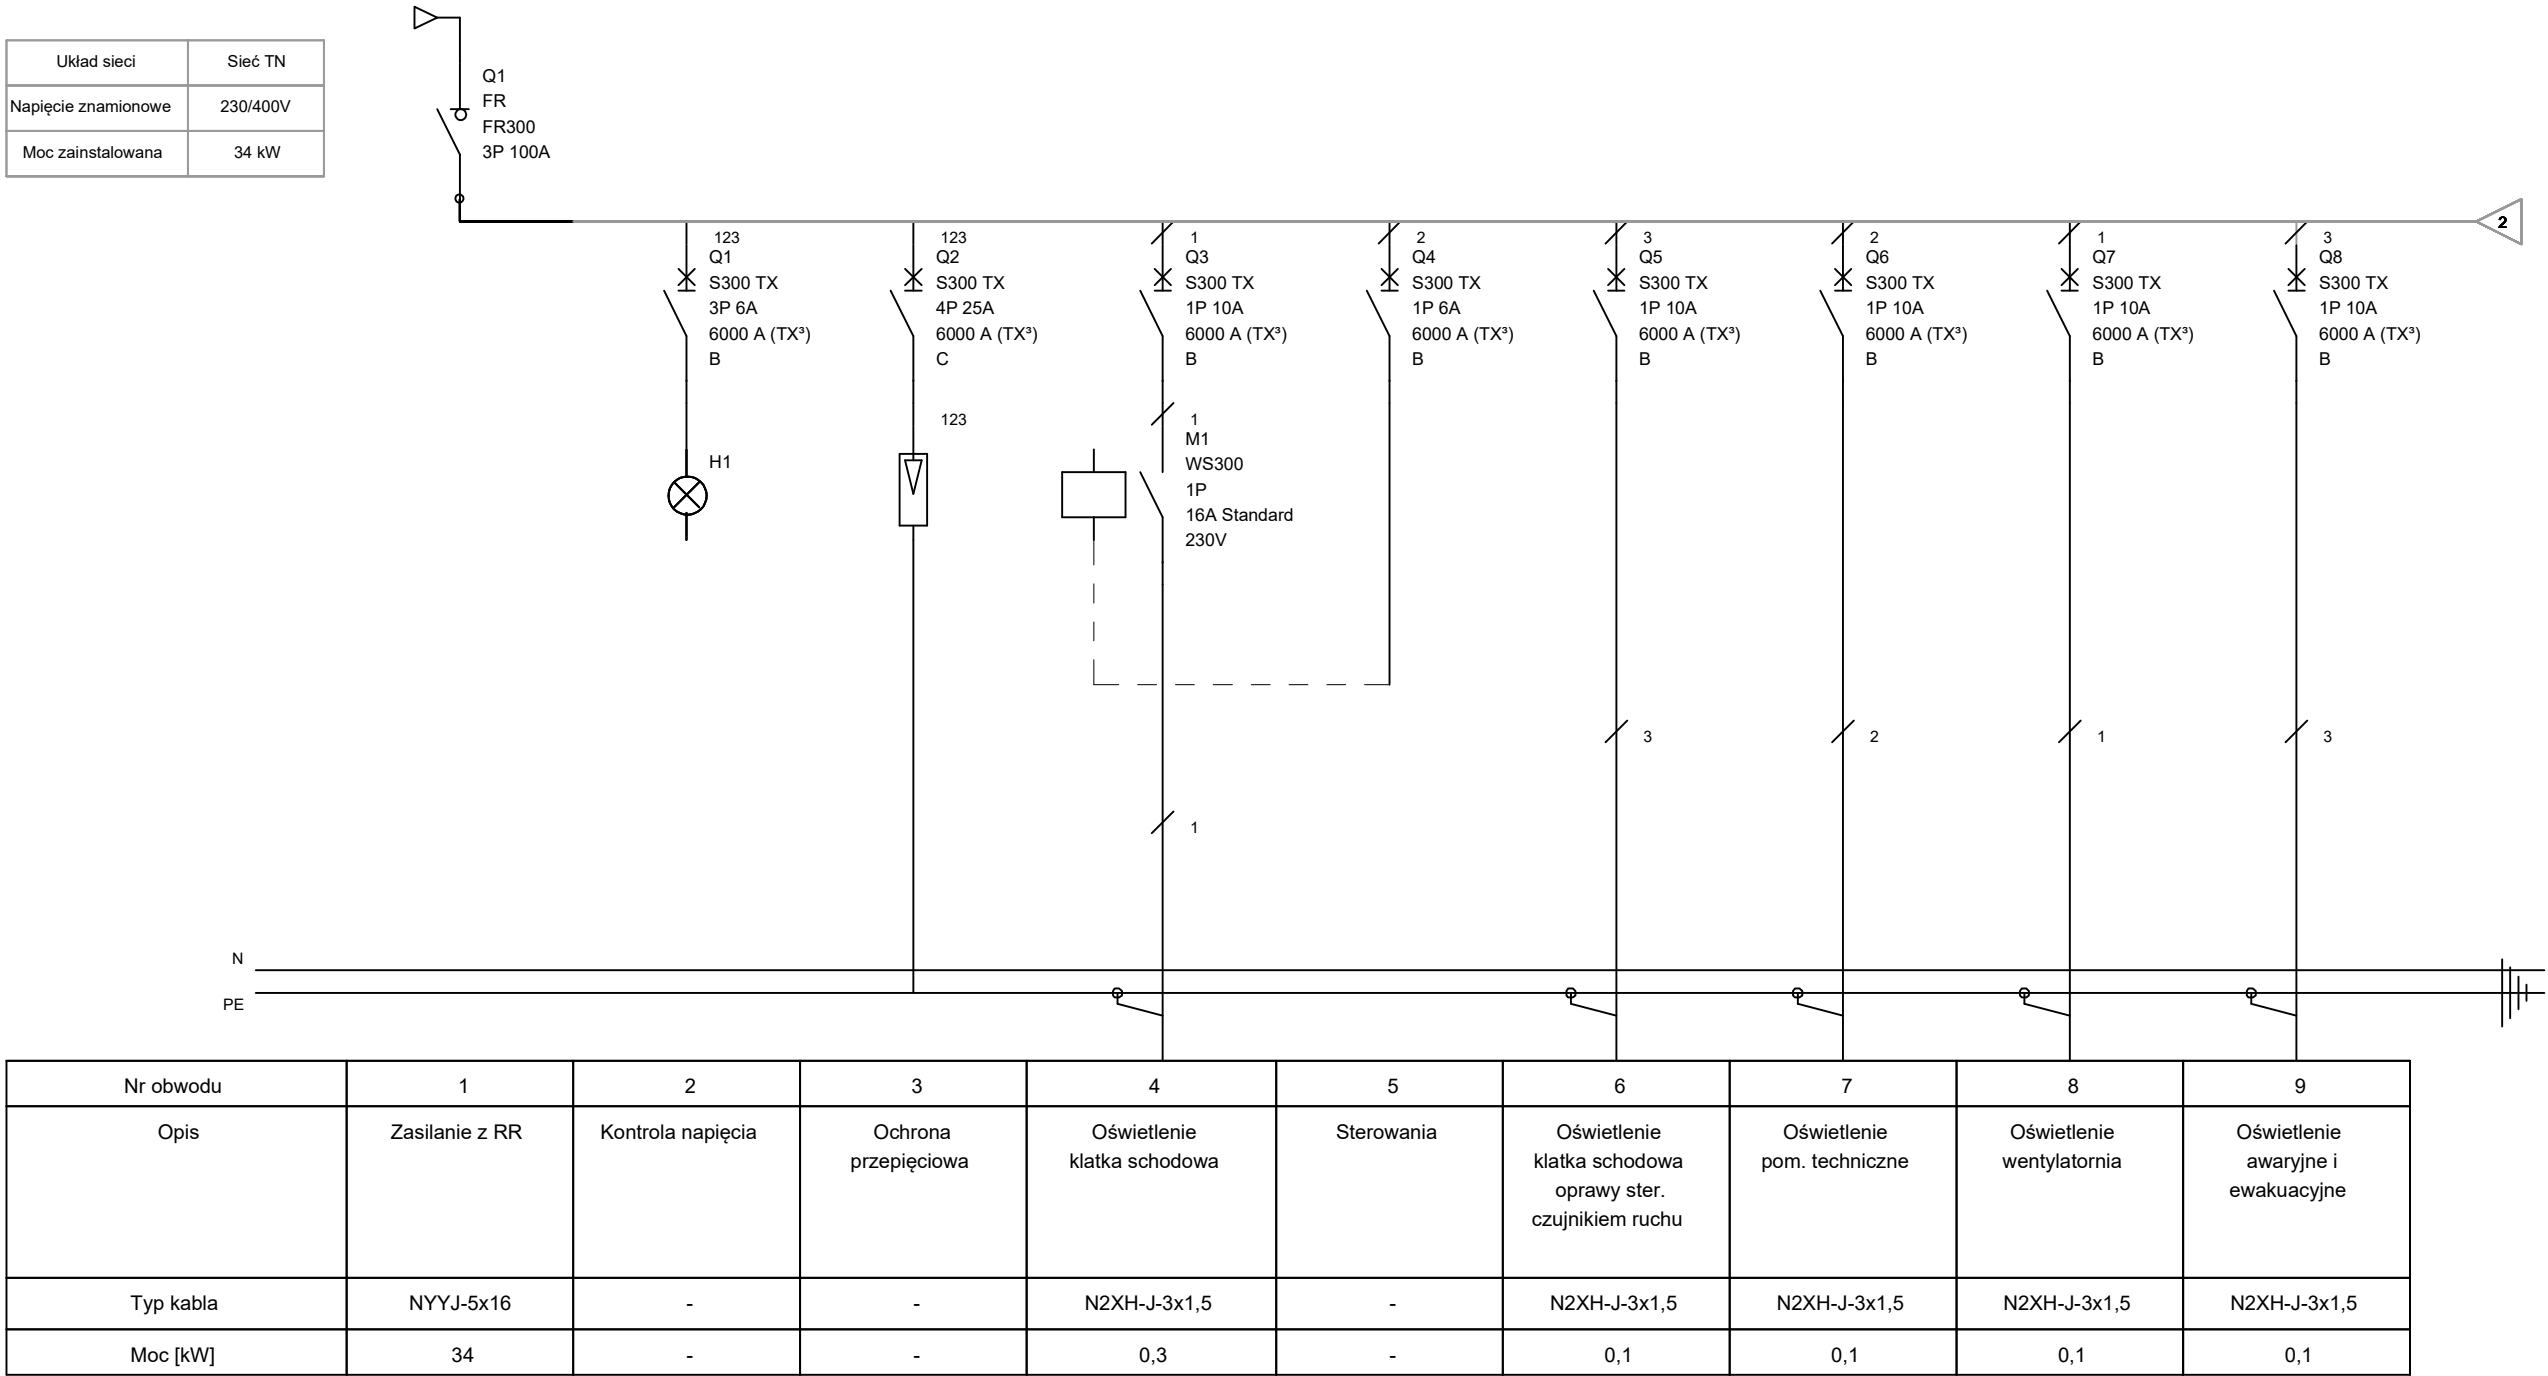 Układ sieci Sieć TN
Napięcie znamionowe 230/400V
Moc zainstalowana 34 kW
Q1
FR
FR300
3P 100A
2
123
Q1
S300 TX
3P 6A
6000 A (TX³)
B
H1
123
Q2
S300 TX
4P 25A
6000 A (TX³)
C
123
1
Q3
S300 TX
1P 10A
6000 A (TX³)
B
1
M1
WS300
1P
16A Standard
230V
1
2
Q4
S300 TX
1P 6A
6000 A (TX³)
B
3
Q5
S300 TX
1P 10A
6000 A (TX³)
B
3
2
Q6
S300 TX
1P 10A
6000 A (TX³)
B
2
1
Q7
S300 TX
1P 10A
6000 A (TX³)
B
1
3
Q8
S300 TX
1P 10A
6000 A (TX³)
B
3
N
PE
Nr obwodu 1 2 3 4 5 6 7 8 9
Opis
Zasilanie z RR
Kontrola napięcia
Ochrona
przepięciowa
Oświetlenie
klatka schodowa
Sterowania
Oświetlenie
klatka schodowa
oprawy ster.
czujnikiem ruchu
Oświetlenie
pom. techniczne
Oświetlenie
wentylatornia
Oświetlenie
awaryjne i
ewakuacyjne
Typ kabla NYYJ-5x16 - - N2XH-J-3x1,5 - N2XH-J-3x1,5 N2XH-J-3x1,5 N2XH-J-3x1,5 N2XH-J-3x1,5
Moc [kW] 34 - - 0,3 - 0,1 0,1 0,1 0,1